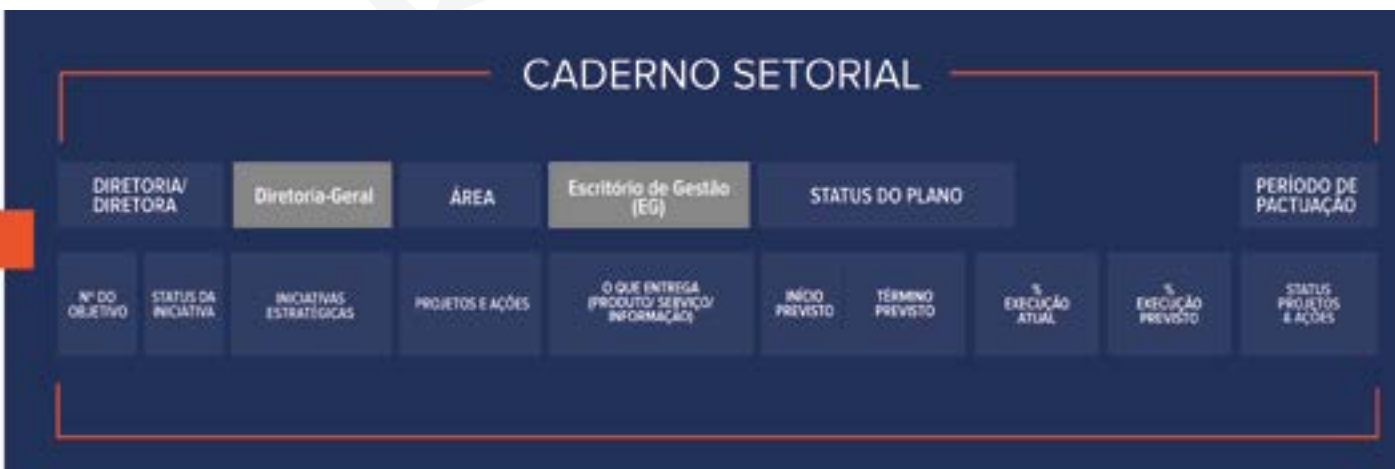 CADERNO SETORIAL
DIRETORIA/
DIRETORA
Diretoria-Geral
ÁREA
Escritório de Gestão
(EG)
STATUS DO PLANO
PERÍODO DE
PACTUAÇÃO
Nº DO
OBJETIVO
STATUS DA
INICIATIVA
INICIATIVAS
ESTRATÉGICAS
PROJETOS E AÇÕES
O QUE ENTREGA
(PRODUTO/ SERVIÇO/
INFORMAÇÃO)
INÍCIO
PREVISTO
TÉRMINO
PREVISTO
%
EXECUÇÃO
ATUAL
%
EXECUÇÃO
PREVISTO
STATUS
PROJETOS
& AÇÕES